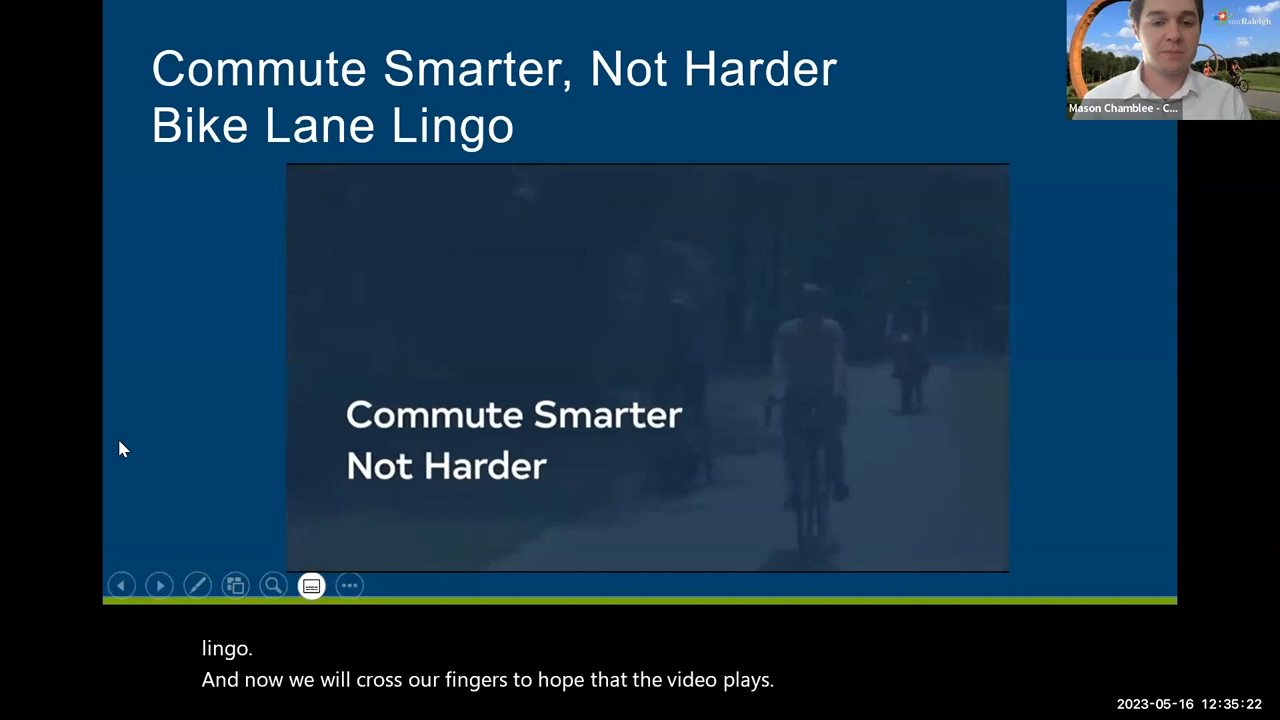 Commute Smarter, Not Harder
Bike Lane Lingo
Raleigh
Mason Chamblee - C...
Commute Smarter
Not Harder
lingo.
And now we will cross our fingers to hope that the video plays.
2023-05-16 12:35:22